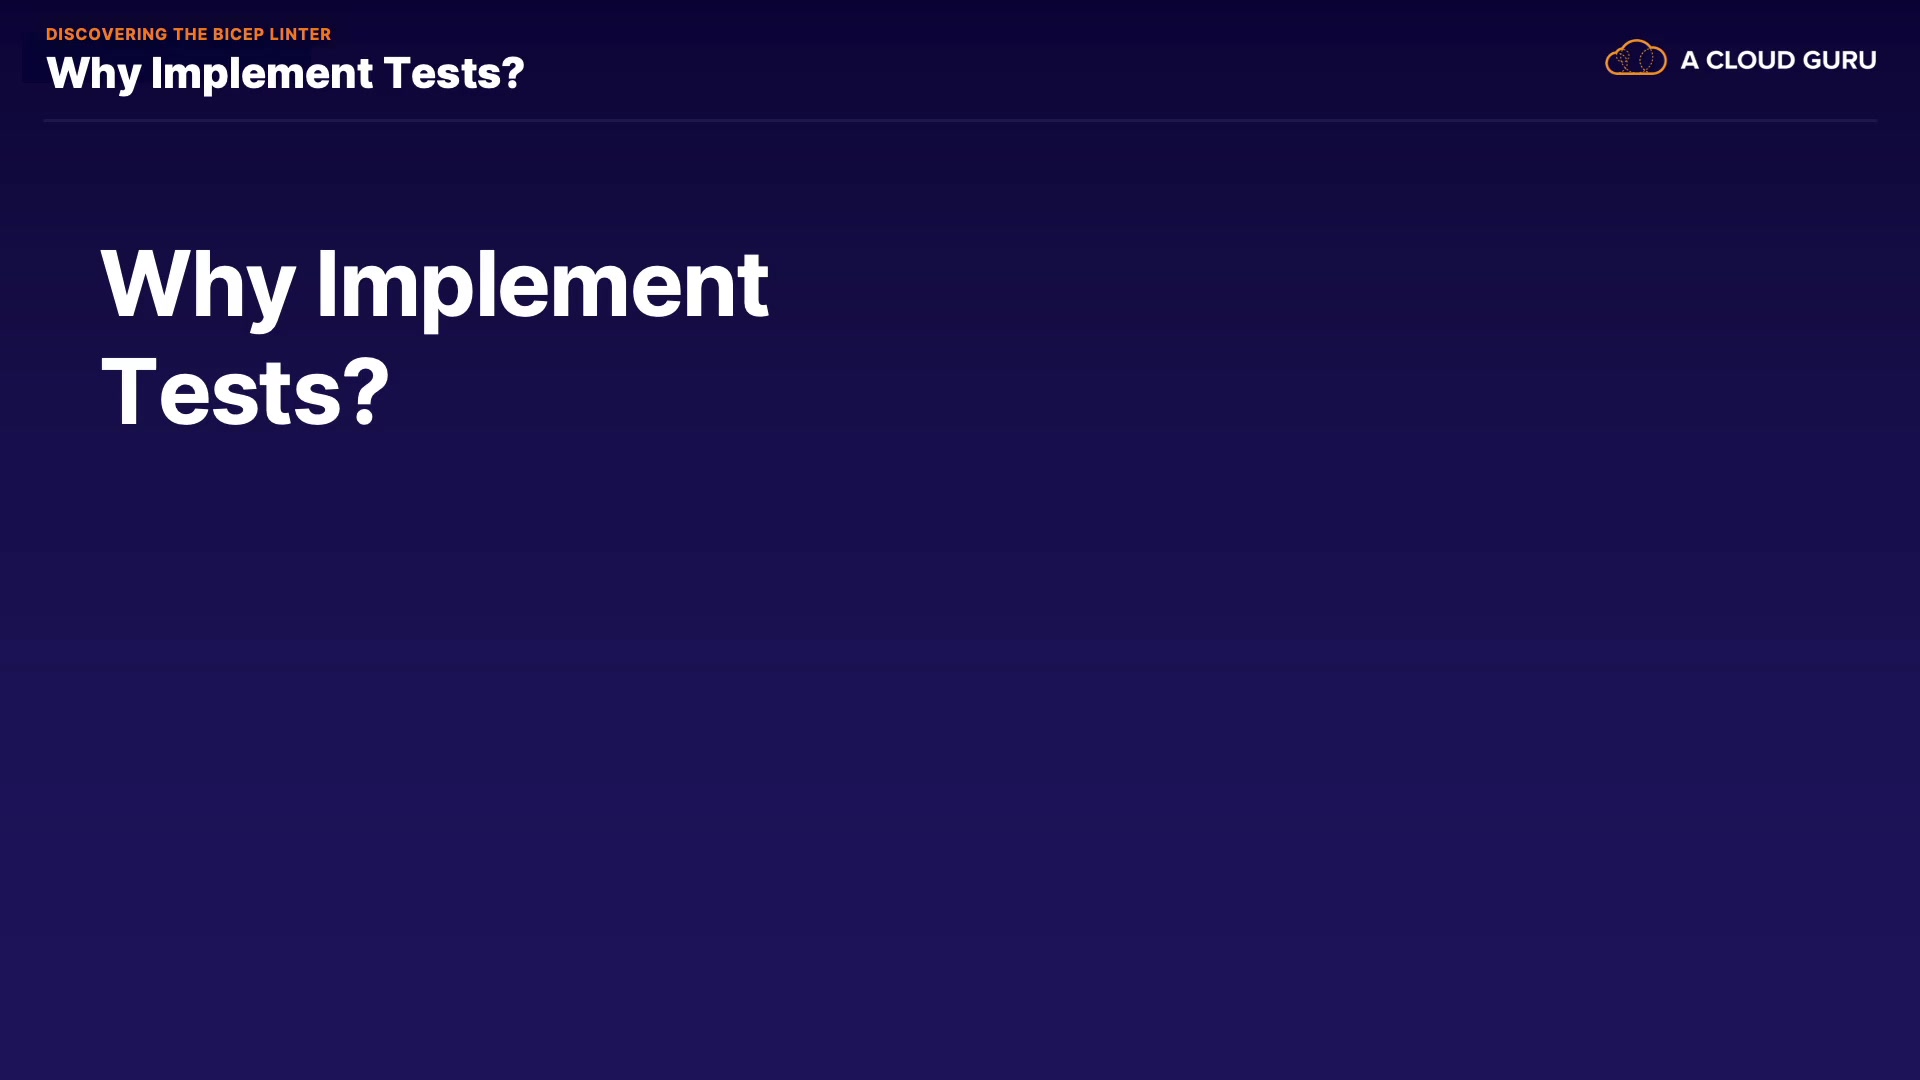 DISCOVERING THE BICEP LINTER
Why Implement Tests?
A CLOUD GURU
Why Implement
Tests?